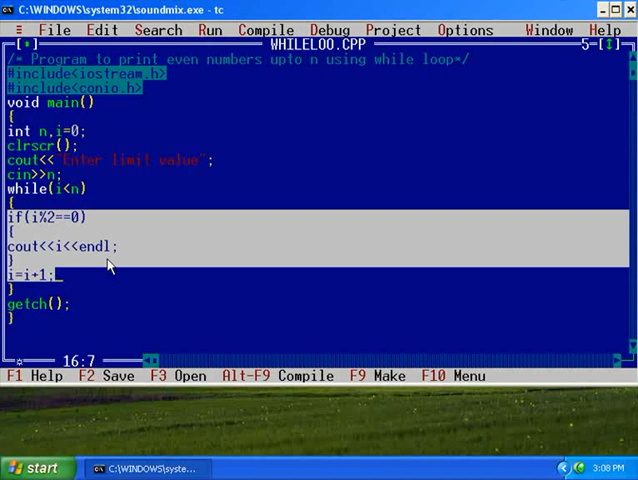 C:\WINDOWS\system32\soundmix.exe - tc
≡ File Edit Search Run Compile Debug Project Options Window Help
[■] WHILELOO.CPP 5=[↕]
/* Program to print even numbers upto n using while loop*/
#include<iostream.h>
#include<conio.h>
void main()
{
int n,i=0;
clrscr();
cout<<"Enter limit value";
cin>>n;
while(i<n)
{
if(i%2==0)
{
cout<<i<<endl;
}
i=i+1;
}
getch();
}
16:7
F1 Help F2 Save F3 Open Alt-F9 Compile F9 Make F10 Menu
start C:\WINDOWS\syste... 3:08 PM